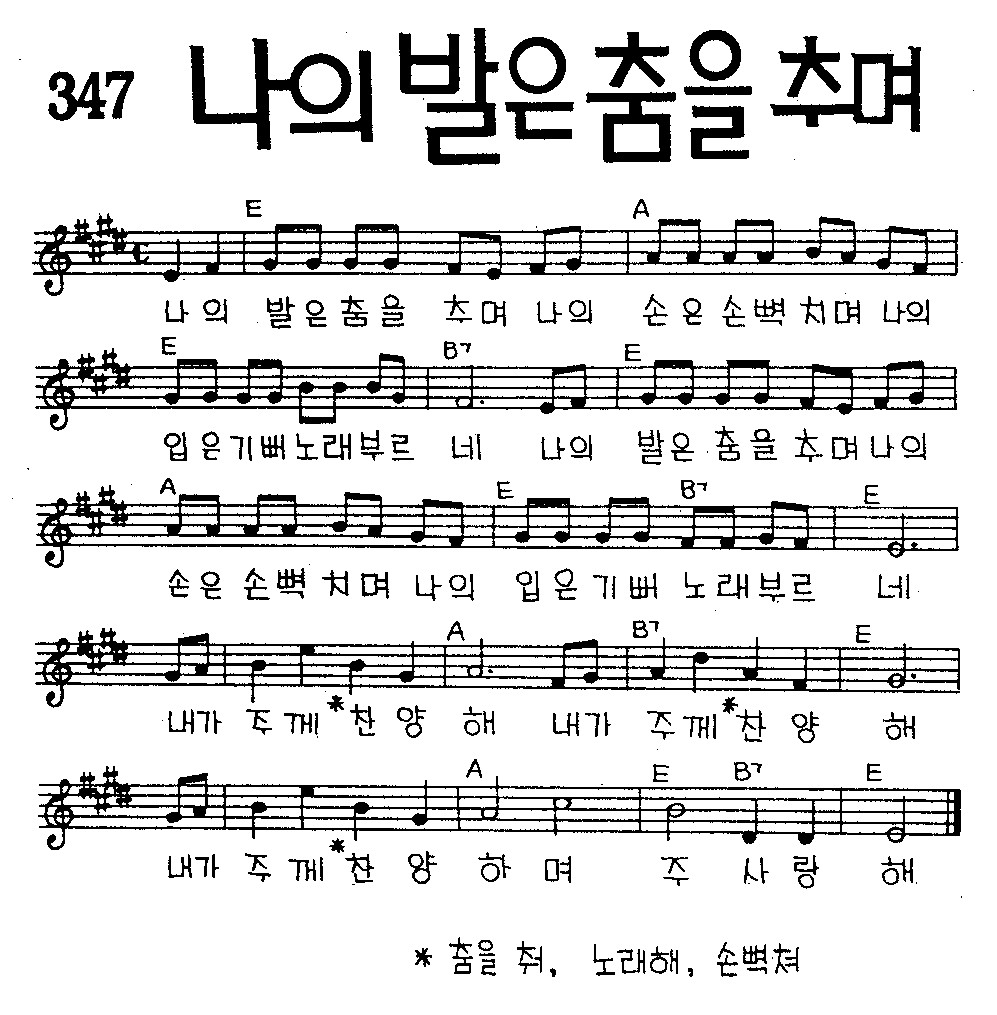 347 나의 발은 춤을 추며
E A
나의 발은춤을 추며 나의 손은 손뼉치며 나의
E B7 E
입은기뻐노래부르 네 나의 발은 춤을 추며나의
A E B7 E
손은 손뼉 치며 나의 입은 기뻐 노래부르 네
A B7 E
내가 주께 *찬양 해 내가 주께 *찬 양 해
A E B7 E
내가 주께 *찬 양 하 며 주 사랑 해
* 춤을 춰, 노래해, 손뼉쳐